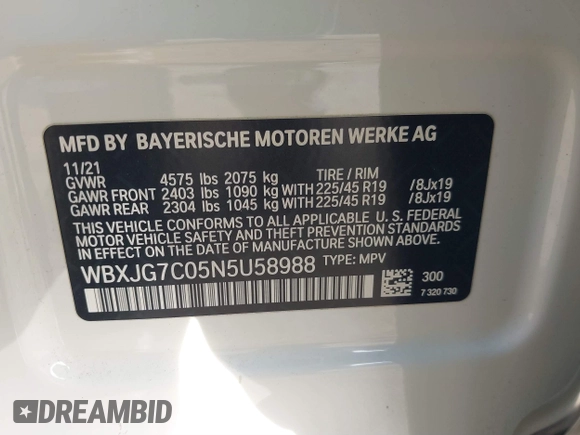 MFD BY BAYERISCHE MOTOREN WERKE AG
11/21
GVWR 4575 lbs 2075 kg TIRE / RIM
GAWR FRONT 2403 lbs 1090 kg WITH 225/45 R19 /8Jx19
GAWR REAR 2304 lbs 1045 kg WITH 225/45 R19 /8Jx19
THIS VEHICLE CONFORMS TO ALL APPLICABLE U. S. FEDERAL
MOTOR VEHICLE SAFETY AND THEFT PREVENTION STANDARDS
IN EFFECT ON THE DATE OF MANUFACTURE SHOWN ABOVE.
WBXJG7C05N5U58988 TYPE: MPV
300
7 320 730
DREAMBID